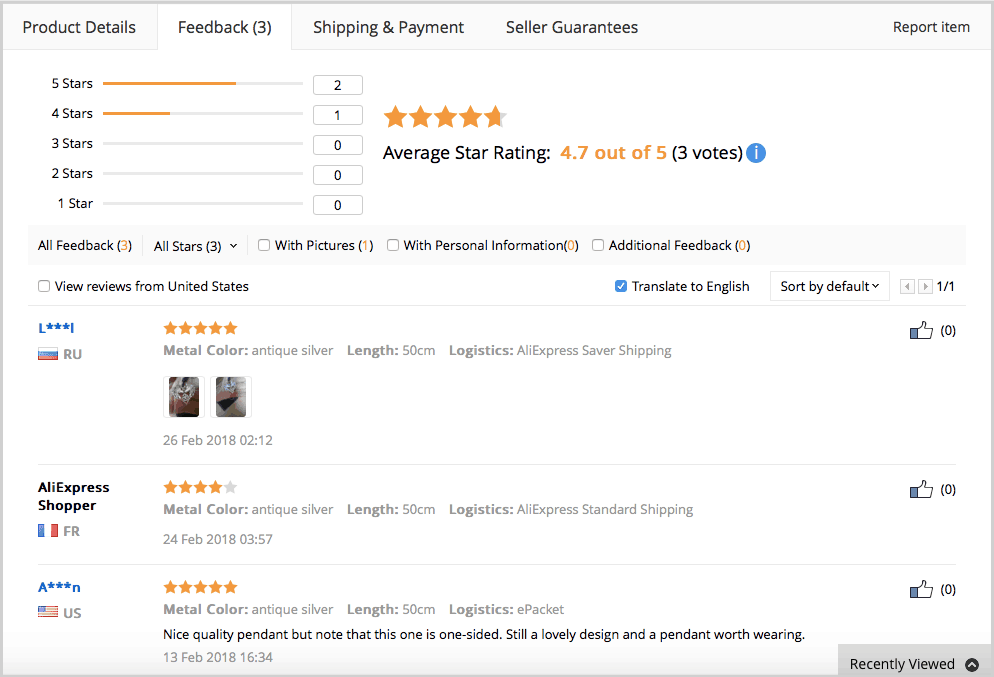 Product Details Feedback (3) Shipping & Payment Seller Guarantees Report item
5 Stars 2
4 Stars 1
3 Stars 0
2 Stars 0
1 Star 0
Average Star Rating: 4.7 out of 5 (3 votes) i
All Feedback (3) All Stars (3) With Pictures (1) With Personal Information(0) Additional Feedback (0)
View reviews from United States Translate to English Sort by default 1/1
L***l
RU
Metal Color: antique silver Length: 50cm Logistics: AliExpress Saver Shipping
(0)
26 Feb 2018 02:12
AliExpress
Shopper
FR
Metal Color: antique silver Length: 50cm Logistics: AliExpress Standard Shipping
(0)
24 Feb 2018 03:57
A***n
US
Metal Color: antique silver Length: 50cm Logistics: ePacket
(0)
Nice quality pendant but note that this one is one-sided. Still a lovely design and a pendant worth wearing.
13 Feb 2018 16:34
Recently Viewed